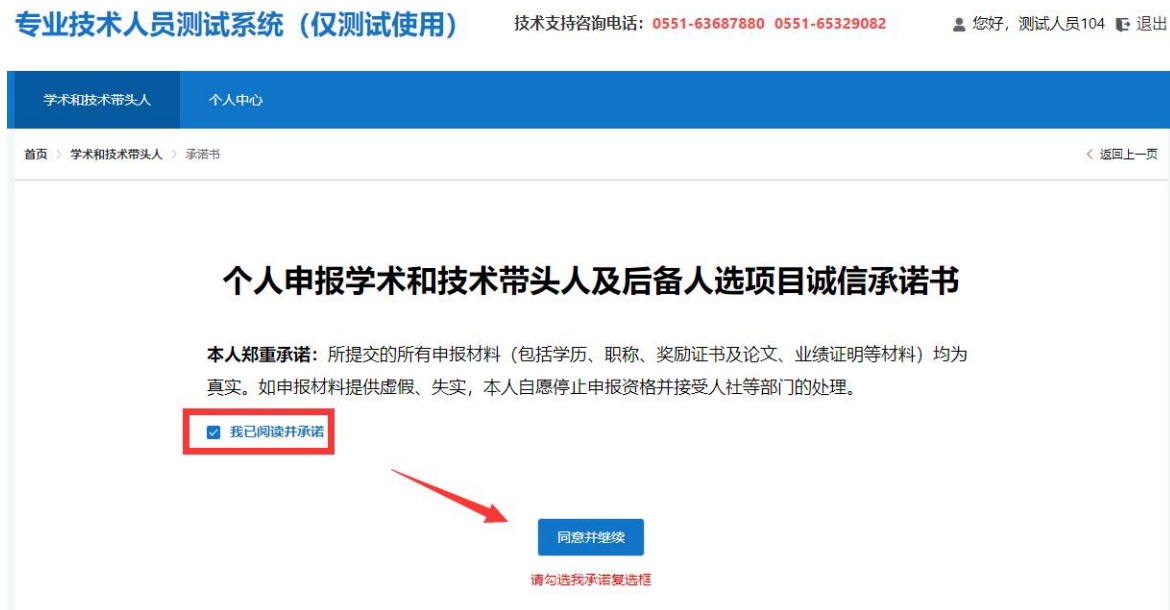 专业技术人员测试系统（仅测试使用）
技术支持咨询电话：0551-63687880 0551-65329082
您好，测试人员104 退出
学术和技术带头人 个人中心
首页 > 学术和技术带头人 > 承诺书
< 返回上一页
个人申报学术和技术带头人及后备人选项目诚信承诺书
本人郑重承诺：所提交的所有申报材料（包括学历、职称、奖励证书及论文、业绩证明等材料）均为
真实。如申报材料提供虚假、失实，本人自愿停止申报资格并接受人社等部门的处理。
我已阅读并承诺
同意并继续
请勾选我承诺复选框